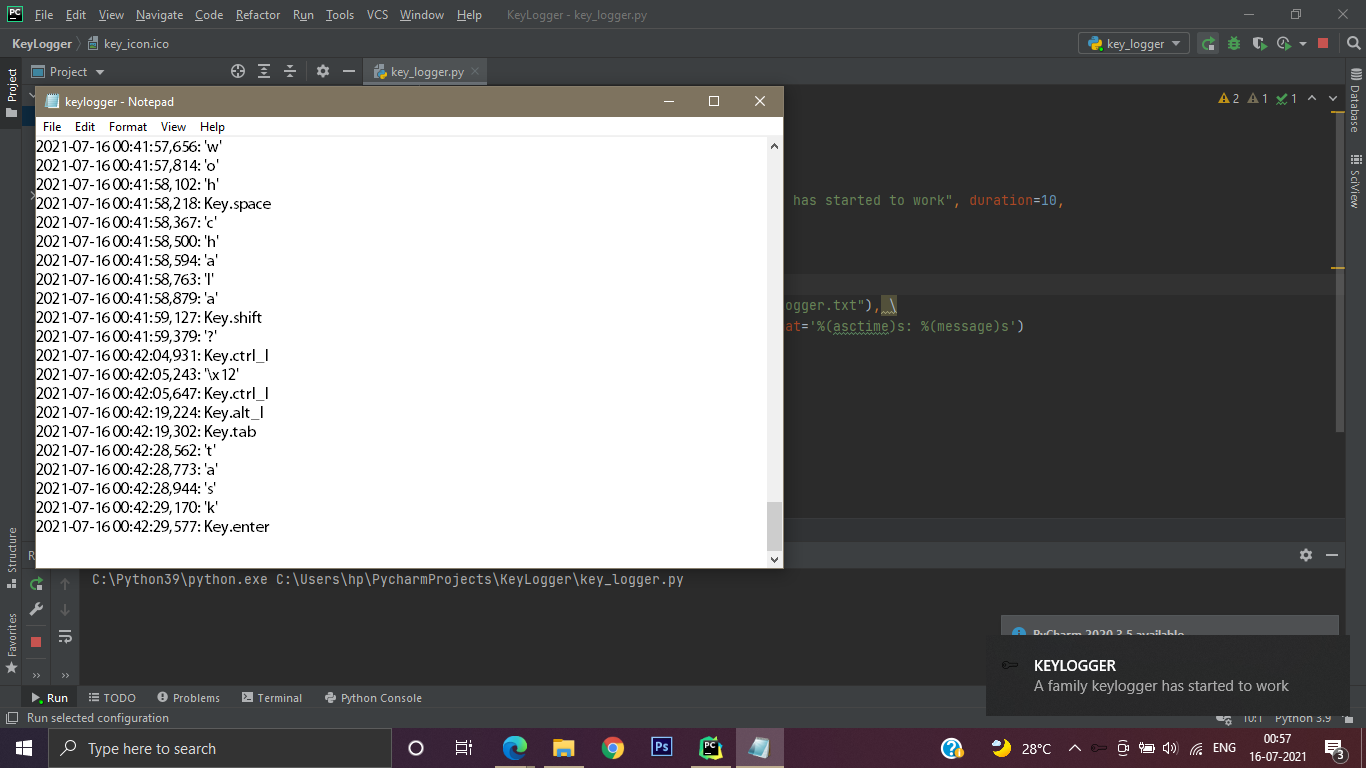 PC File Edit View Navigate Code Refactor Run Tools VCS Window Help KeyLogger - key_logger.py
KeyLogger key_icon.ico key_logger
Project key_logger.py
Project
keylogger - Notepad
File Edit Format View Help
2021-07-16 00:41:57,656: 'w'
2021-07-16 00:41:57,814: 'o'
2021-07-16 00:41:58,102: 'h'
2021-07-16 00:41:58,218: Key.space
2021-07-16 00:41:58,367: 'c'
2021-07-16 00:41:58,500: 'h'
2021-07-16 00:41:58,594: 'a'
2021-07-16 00:41:58,763: 'l'
2021-07-16 00:41:58,879: 'a'
2021-07-16 00:41:59,127: Key.shift
2021-07-16 00:41:59,379: '?'
2021-07-16 00:42:04,931: Key.ctrl_l
2021-07-16 00:42:05,243: '\x12'
2021-07-16 00:42:05,647: Key.ctrl_l
2021-07-16 00:42:19,224: Key.alt_l
2021-07-16 00:42:19,302: Key.tab
2021-07-16 00:42:28,562: 't'
2021-07-16 00:42:28,773: 'a'
2021-07-16 00:42:28,944: 's'
2021-07-16 00:42:29,170: 'k'
2021-07-16 00:42:29,577: Key.enter
2 1 1
has started to work", duration=10,
ogger.txt"), \
at='%(asctime)s: %(message)s')
Database
SciView
Structure
Favorites
C:\Python39\python.exe C:\Users\hp\PycharmProjects\KeyLogger\key_logger.py
PyCharm 2020.3.5 available
KEYLOGGER
A family keylogger has started to work
Run TODO Problems Terminal Python Console
Run selected configuration 10:1 Python 3.9
Type here to search Ps PC 28°C ENG 00:57
16-07-2021 3